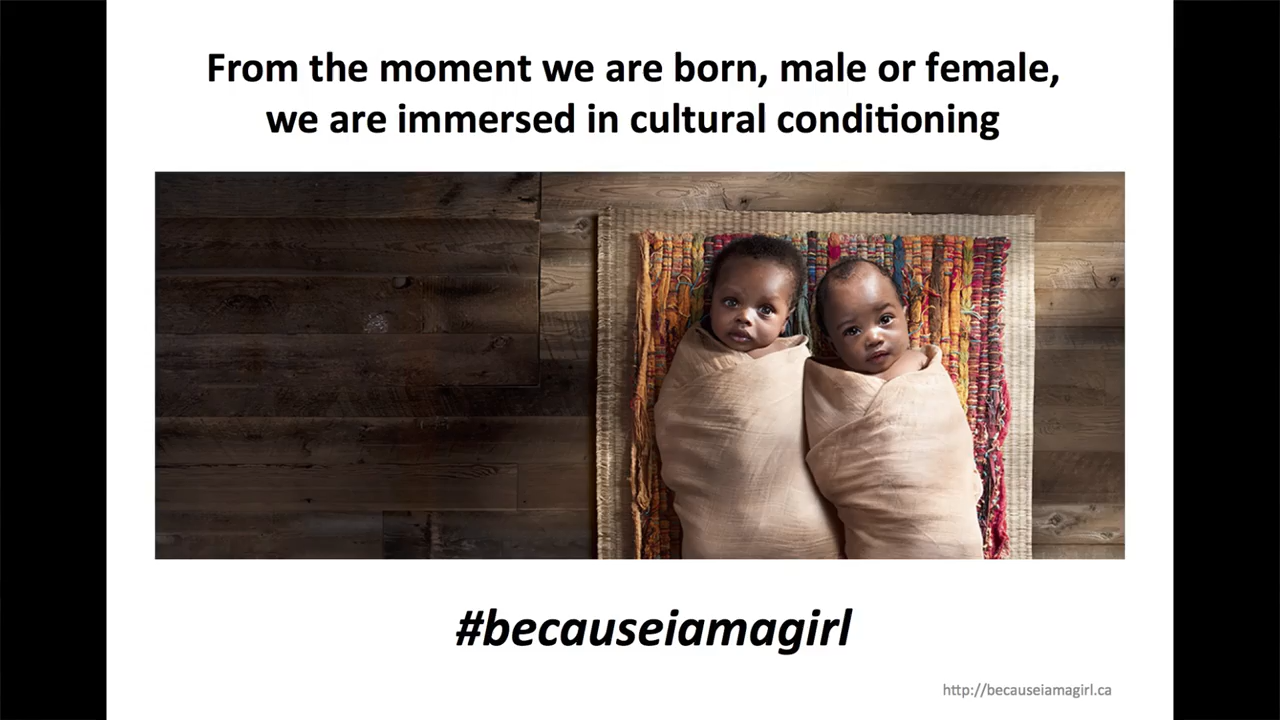 From the moment we are born, male or female,
we are immersed in cultural conditioning
#becauseiamagirl
http://becauseiamagirl.ca